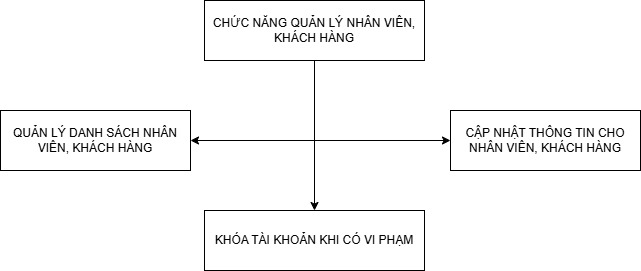 CHỨC NĂNG QUẢN LÝ NHÂN VIÊN,
KHÁCH HÀNG
QUẢN LÝ DANH SÁCH NHÂN
VIÊN, KHÁCH HÀNG
CẬP NHẬT THÔNG TIN CHO
NHÂN VIÊN, KHÁCH HÀNG
KHÓA TÀI KHOẢN KHI CÓ VI PHẠM